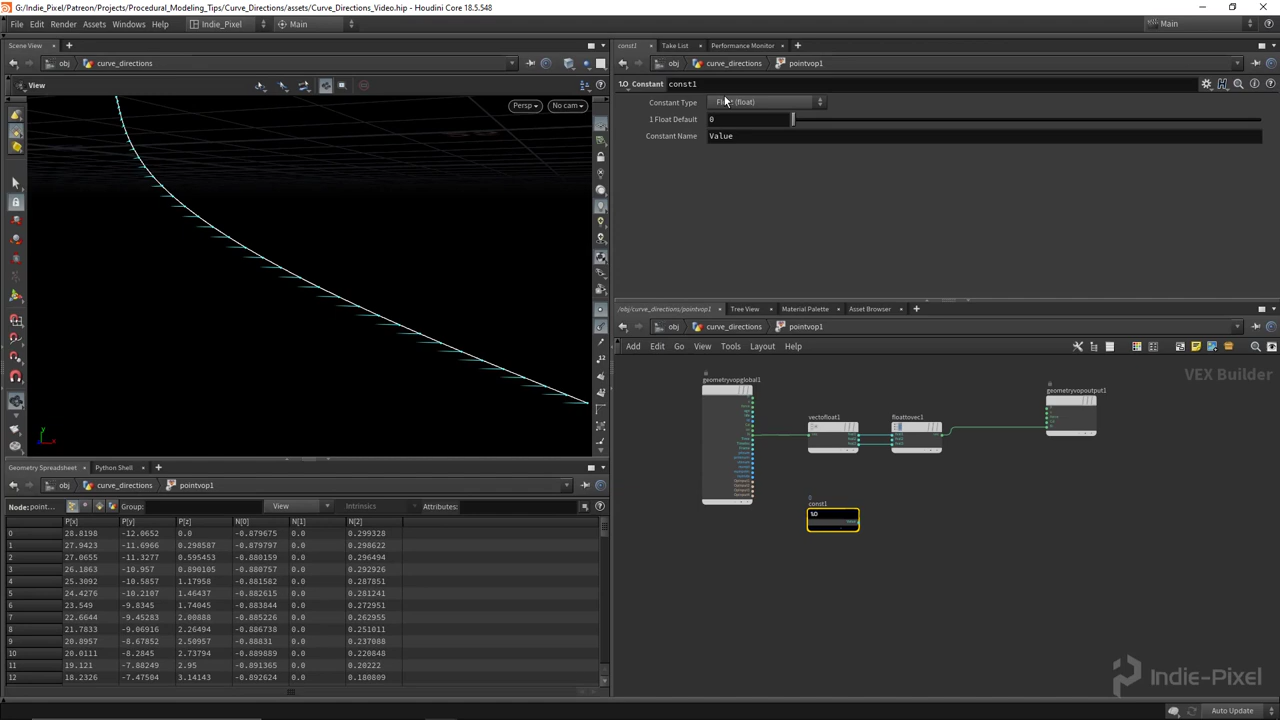 C:/Users/Indie_Pixel/Patreon/Projects/Procedural_Modeling_Tips/Curve_Directions/assets/Curve_Directions_Video.hip - Houdini Core 18.5.548
File Edit Render Assets Windows Help Indie_Pixel Main Main
Scene View
obj curve_directions
View
Persp No cam
z x
Geometry Spreadsheet Python Shell
obj curve_directions pointvop1
Node: point... Group: View Intrinsics Attributes:
P[x] P[y] P[z] N[0] N[1] N[2]
0 28.8198 -12.0652 0.0 -0.879675 0.0 0.299328
1 27.9423 -11.6966 0.298587 -0.879797 0.0 0.298622
2 27.0655 -11.3277 0.595453 -0.880159 0.0 0.296494
3 26.1863 -10.957 0.890105 -0.880757 0.0 0.292926
4 25.3092 -10.5857 1.17958 -0.881582 0.0 0.287851
5 24.4276 -10.2107 1.46437 -0.882615 0.0 0.281241
6 23.549 -9.8345 1.74045 -0.883844 0.0 0.272951
7 22.6644 -9.45283 2.00888 -0.885226 0.0 0.262955
8 21.7833 -9.06916 2.26494 -0.886738 0.0 0.251011
9 20.8957 -8.67852 2.50957 -0.88831 0.0 0.237088
10 20.0111 -8.2845 2.73794 -0.889889 0.0 0.220848
11 19.121 -7.88249 2.95 -0.891365 0.0 0.20222
12 18.2326 -7.47504 3.14143 -0.892624 0.0 0.180809
const1 Take List Performance Monitor
obj curve_directions pointvop1
Constant const1
Constant Type (float)
1 Float Default 0
Constant Name Value
/obj/curve_directions/pointvop1 Tree View Material Palette Asset Browser
obj curve_directions pointvop1
Add Edit Go View Tools Layout Help
VEX Builder
geometryvopglobal1
geometryvopoutput1
vectofloat1 floattovec1
const1
Indie-Pixel
Auto Update